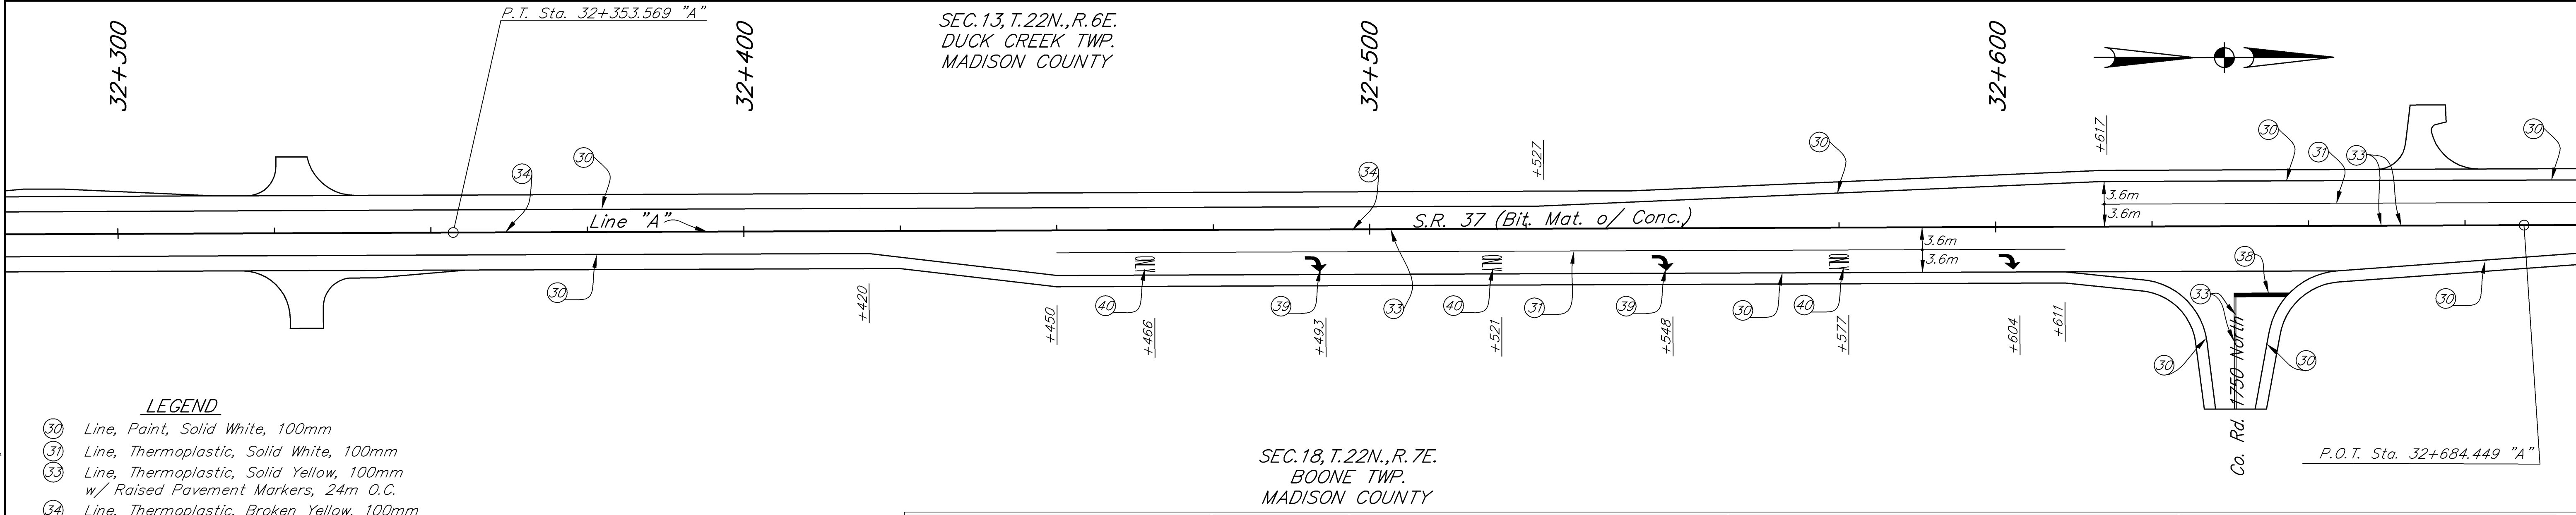 P.T. Sta. 32+353.569 "A"
SEC.13,T.22N.,R.6E.
DUCK CREEK TWP.
MADISON COUNTY
32+300
32+400
32+500
32+600
+527
+617
34
30
34
30
30
31
33
30
Line "A"
S.R. 37 (Bit. Mat. o/ Conc.)
3.6m
3.6m
3.6m
3.6m
ONLY
ONLY
ONLY
30
40
39
33
40
31
39
30
40
33
38
30
30
30
+420
+450
+466
+493
+521
+548
+577
+604
+611
Co. Rd. 1750 North
P.O.T. Sta. 32+684.449 "A"
LEGEND
30 Line, Paint, Solid White, 100mm
31 Line, Thermoplastic, Solid White, 100mm
33 Line, Thermoplastic, Solid Yellow, 100mm
w/ Raised Pavement Markers, 24m O.C.
34 Line, Thermoplastic, Broken Yellow, 100mm
SEC.18,T.22N.,R.7E.
BOONE TWP.
MADISON COUNTY